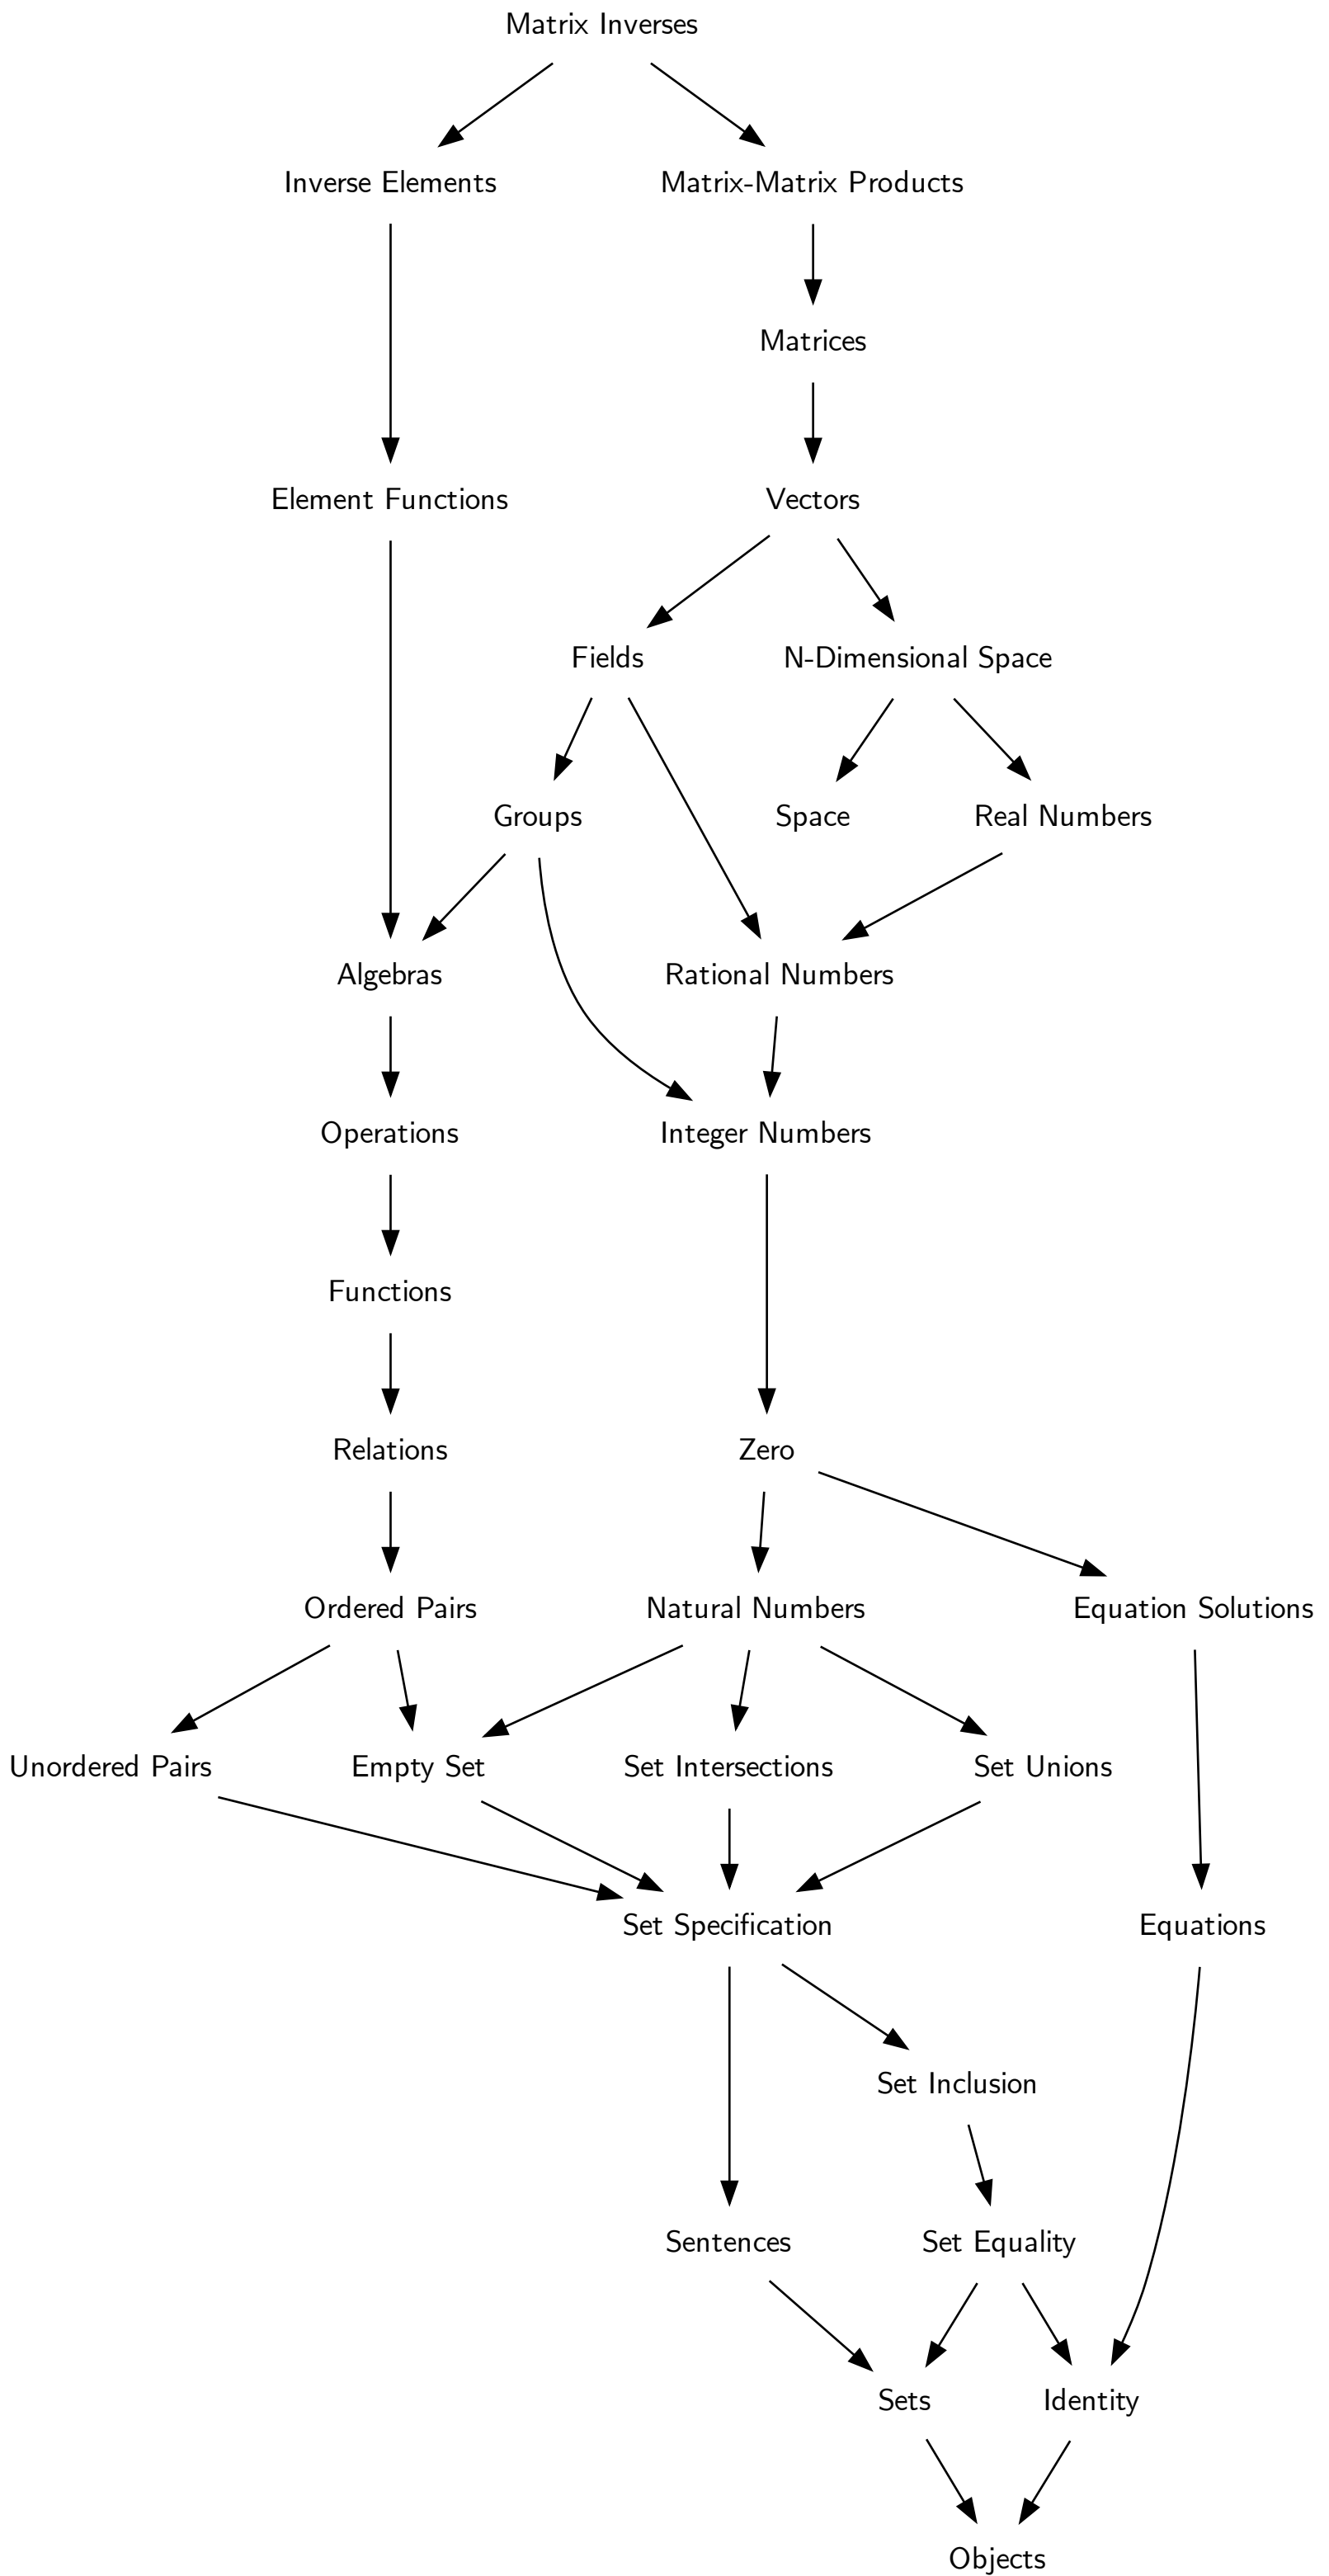 Matrix Inverses
Inverse Elements
Matrix-Matrix Products
Matrices
Element Functions
Vectors
Fields
N-Dimensional Space
Groups
Space
Real Numbers
Algebras
Rational Numbers
Operations
Integer Numbers
Functions
Relations
Zero
Ordered Pairs
Natural Numbers
Equation Solutions
Unordered Pairs
Empty Set
Set Intersections
Set Unions
Set Specification
Equations
Set Inclusion
Sentences
Set Equality
Sets
Identity
Objects